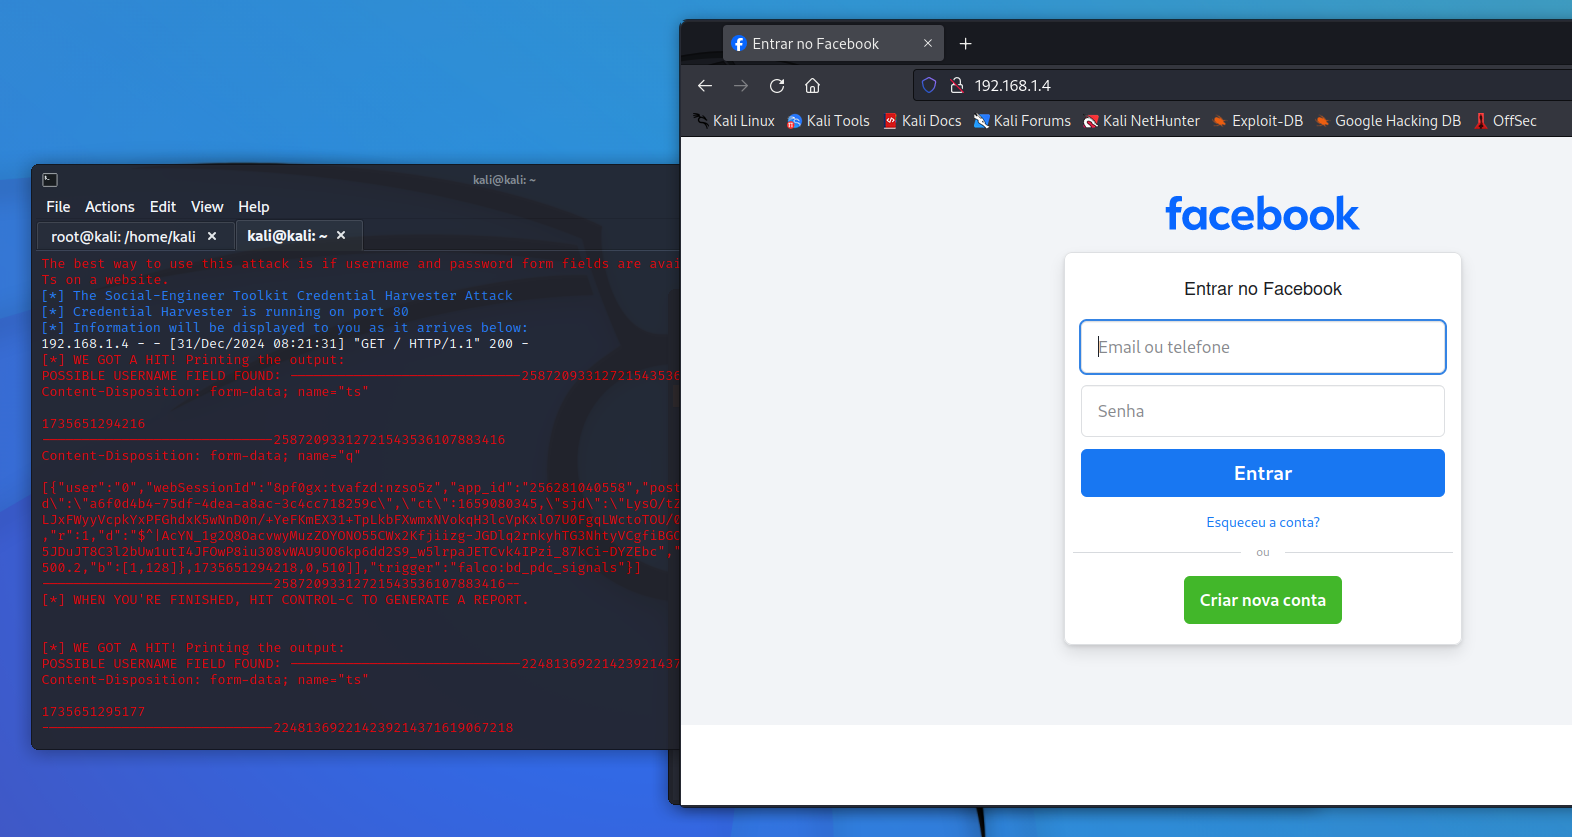 kali@kali: ~
File Actions Edit View Help
root@kali: /home/kali ✕ kali@kali: ~ ✕
The best way to use this attack is if username and password form fields are avai
Ts on a website.
[*] The Social-Engineer Toolkit Credential Harvester Attack
[*] Credential Harvester is running on port 80
[*] Information will be displayed to you as it arrives below:
192.168.1.4 - - [31/Dec/2024 08:21:31] "GET / HTTP/1.1" 200 -
[*] WE GOT A HIT! Printing the output:
POSSIBLE USERNAME FIELD FOUND: -----------------------------2587209331272154353­6
Content-Disposition: form-data; name="ts"
1735651294216
-----------------------------25872093312721543536107883416
Content-Disposition: form-data; name="q"
[{"user":"0","webSessionId":"8pf0gx:tvafzd:nzso5z","app_id":"256281040558","post
d\":\"a6f0d4b4-75df-4dea-a8ac-3c4cc718259c\",\"ct\":1659080345,\"sjd\":\"LysO/tZ
LJxFWyyVcpkYxPFGhdxK5wNnD0n/+YeFKmEX31+TpLkbFXwmxNVokqH3lcVpKxlO7U0FgqLWctoTOU/
,"r":1,"d":"$^|AcYN_1g2Q8OacvwyMuzZOYONO55CWx2Kfjiizg-JGDlq2rnkyhTG3NhtyVCgfiBG
5JDuJT8C3l2bUw1utI4JFOwP8iu308vWAU9UO6kp6dd2S9_w5lrpaJETCvk4IPzi_87kCi-DYZEbc","
500.2,"b":[1,128]},1735651294218,0,510]],"trigger":"falco:bd_pdc_signals"}]
-----------------------------25872093312721543536107883416--
[*] WHEN YOU'RE FINISHED, HIT CONTROL-C TO GENERATE A REPORT.
[*] WE GOT A HIT! Printing the output:
POSSIBLE USERNAME FIELD FOUND: -----------------------------22481369221423921437
Content-Disposition: form-data; name="ts"
1735651295177
-----------------------------224813692214239214371619067218
Entrar no Facebook
192.168.1.4
Kali Linux Kali Tools Kali Docs Kali Forums Kali NetHunter Exploit-DB Google Hacking DB OffSec
facebook
Entrar no Facebook
Email ou telefone
Senha
Entrar
Esqueceu a conta?
ou
Criar nova conta